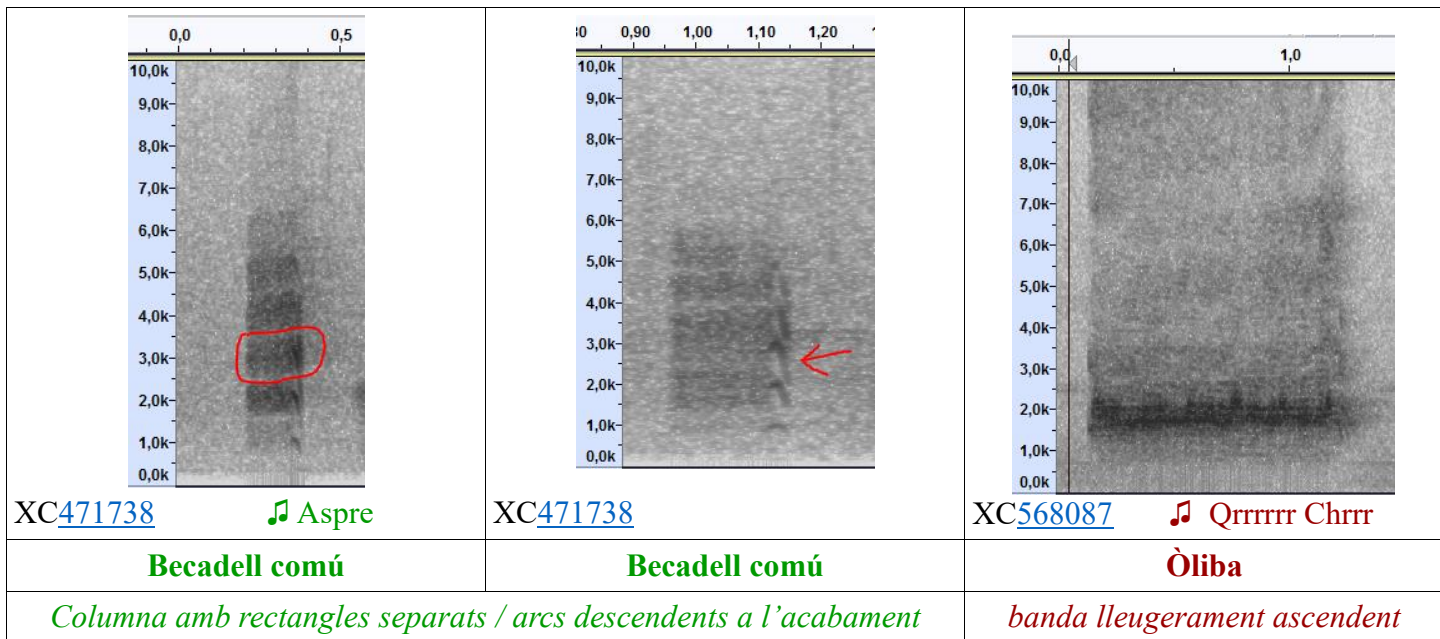 0,0 0,5
10,0k
9,0k
8,0k
7,0k
6,0k
5,0k
4,0k
3,0k
2,0k
1,0k
0,0k
XC471738 ♫ Aspre
0,90 1,00 1,10 1,20
10,0k
9,0k
8,0k
7,0k
6,0k
5,0k
4,0k
3,0k
2,0k
1,0k
0,0k
XC471738
0,0 1,0
10,0k
9,0k
8,0k
7,0k
6,0k
5,0k
4,0k
3,0k
2,0k
1,0k
0,0k
XC568087 ♫ Qrrrrrr Chrrr
Becadell comú
Becadell comú
Òliba
Columna amb rectangles separats / arcs descendents a l’acabament
banda lleugerament ascendent